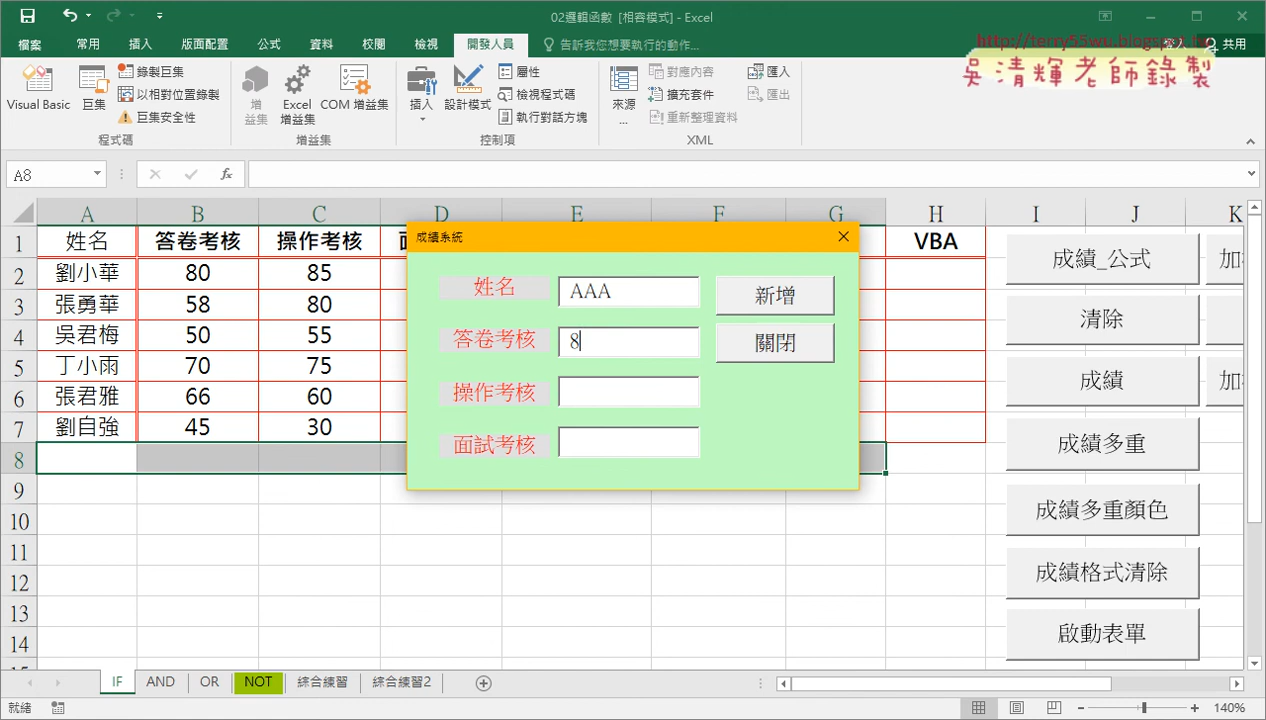 02邏輯函數 [相容模式] - Excel
檔案 常用 插入 版面配置 公式 資料 校閱 檢視 開發人員 告訴我您想要執行的動作... 共用
http://terry55wu.blogspot.tw
吳清輝老師錄製
Visual Basic 巨集 錄製巨集 以相對位置錄製 巨集安全性
增益集 Excel 增益集 COM 增益集
插入 設計模式 屬性 檢視程式碼 執行對話方塊
來源... 對應內容 擴充套件 重新整理資料 匯入 匯出
程式碼 增益集 控制項 XML
A8 fx
A B C D E F G H I J K
1 姓名 答卷考核 操作考核 VBA
2 劉小華 80 85
3 張勇華 58 80
4 吳君梅 50 55
5 丁小雨 70 75
6 張君雅 66 60
7 劉自強 45 30
8
9
10
11
12
13
14
成績系統
姓名 AAA 新增
答卷考核 8 關閉
操作考核
面試考核
成績_公式
清除
成績
成績多重
成績多重顏色
成績格式清除
啟動表單
IF AND OR NOT 綜合練習 綜合練習2
就緒 140%